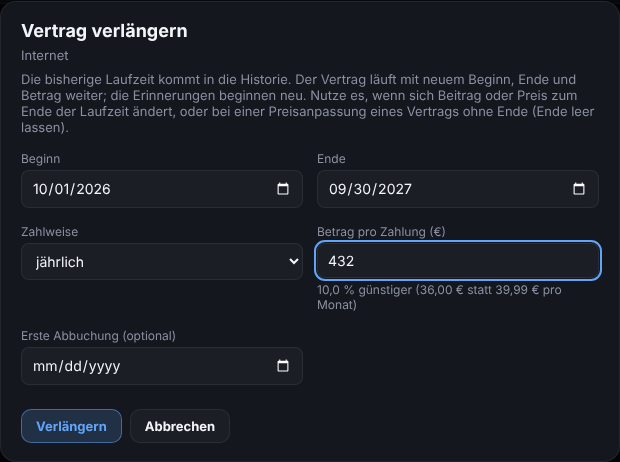 Vertrag verlängern
Internet
Die bisherige Laufzeit kommt in die Historie. Der Vertrag läuft mit neuem Beginn, Ende und
Betrag weiter; die Erinnerungen beginnen neu. Nutze es, wenn sich Beitrag oder Preis zum
Ende der Laufzeit ändert, oder bei einer Preisanpassung eines Vertrags ohne Ende (Ende leer
lassen).
Beginn
10/01/2026
Ende
09/30/2027
Zahlweise
jährlich
Betrag pro Zahlung (€)
432
10,0 % günstiger (36,00 € statt 39,99 € pro
Monat)
Erste Abbuchung (optional)
mm/dd/yyyy
Verlängern
Abbrechen